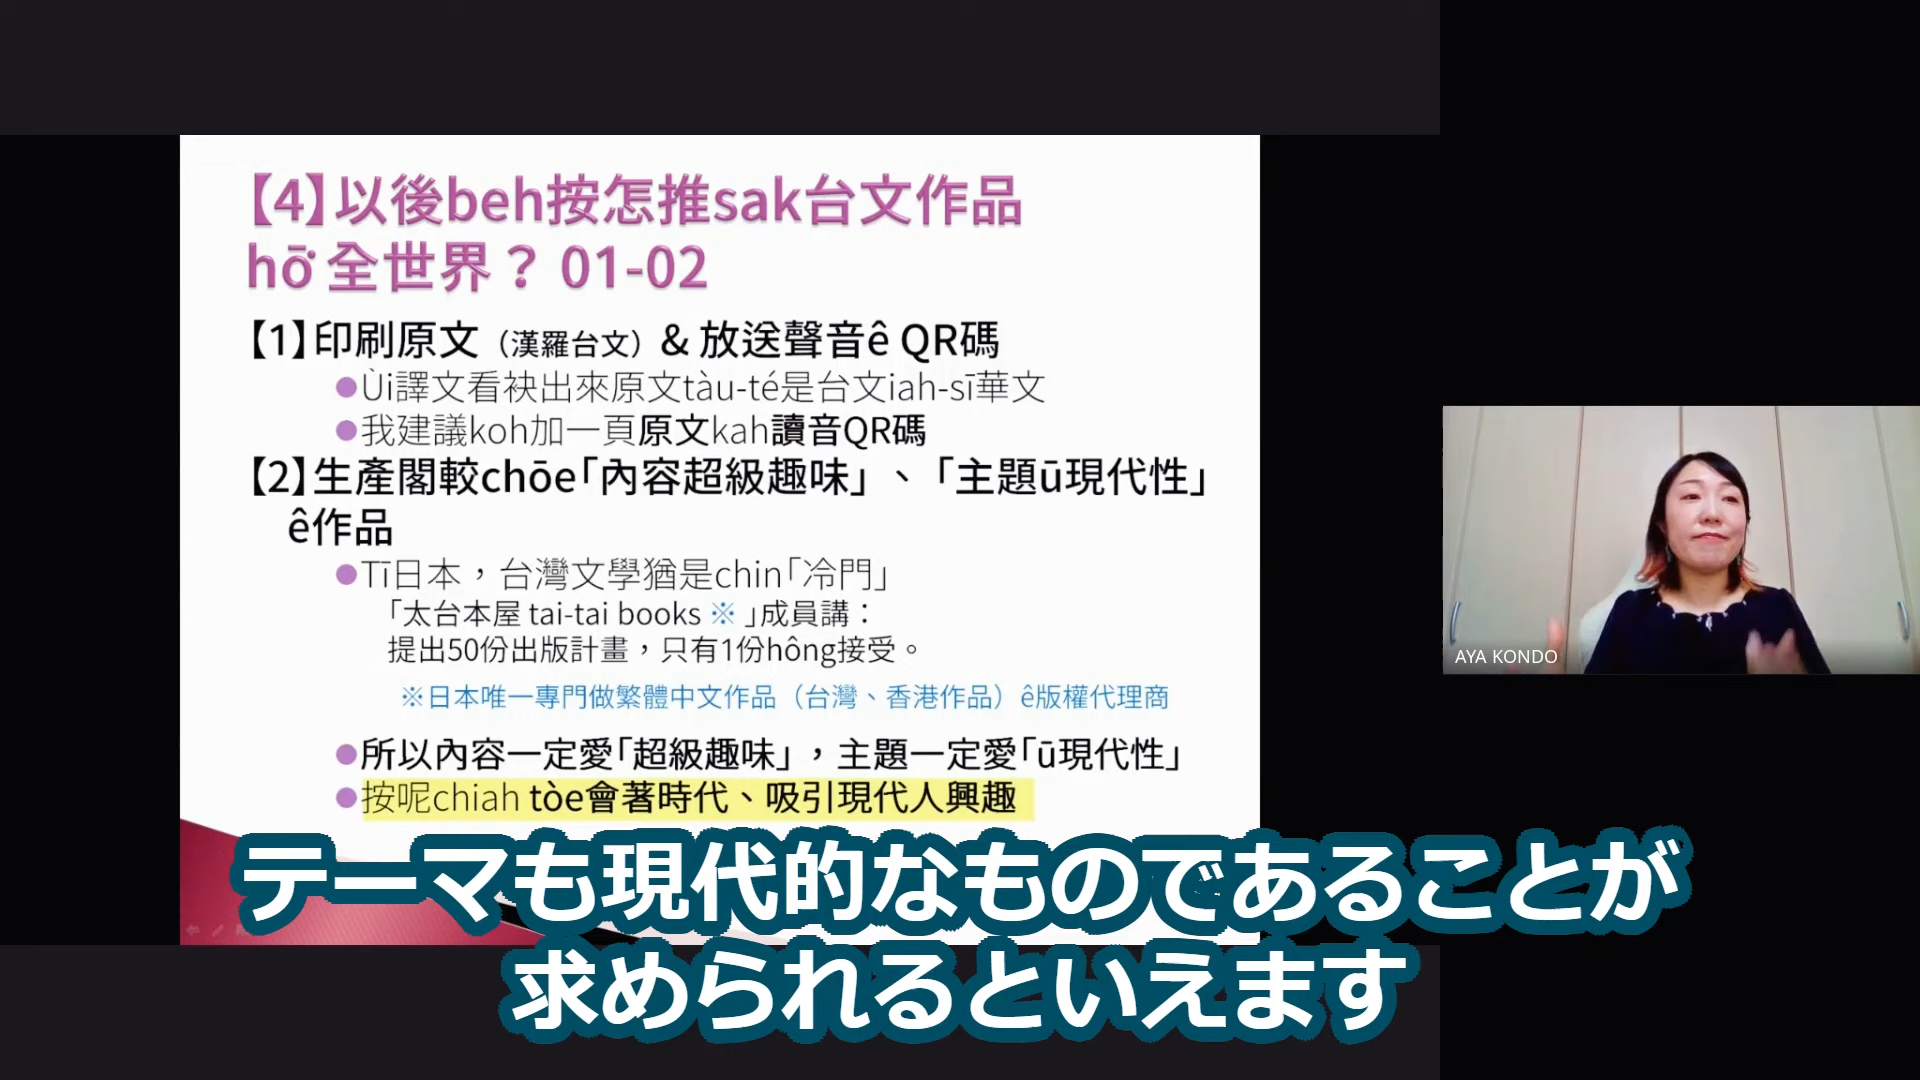 【4】以後beh按怎推sak台文作品
hō͘ 全世界？ 01-02
【1】印刷原文（漢羅台文）& 放送聲音ê QR碼
●Ùi譯文看袂出來原文tàu-té是台文iah-sī華文
●我建議koh加一頁原文kah讀音QR碼
【2】生產閣較chōe「內容超級趣味」、「主題ū現代性」
ê作品
●Tī日本，台灣文學猶是chin「冷門」
「太台本屋 tai-tai books ※ 」成員講：
提出50份出版計畫，只有1份hông接受。
※日本唯一專門做繁體中文作品（台灣、香港作品）ê版權代理商
●所以內容一定愛「超級趣味」，主題一定愛「ū現代性」
●按呢chiah tòe會著時代、吸引現代人興趣
テーマも現代的なものであることが
求められるといえます
AYA KONDO